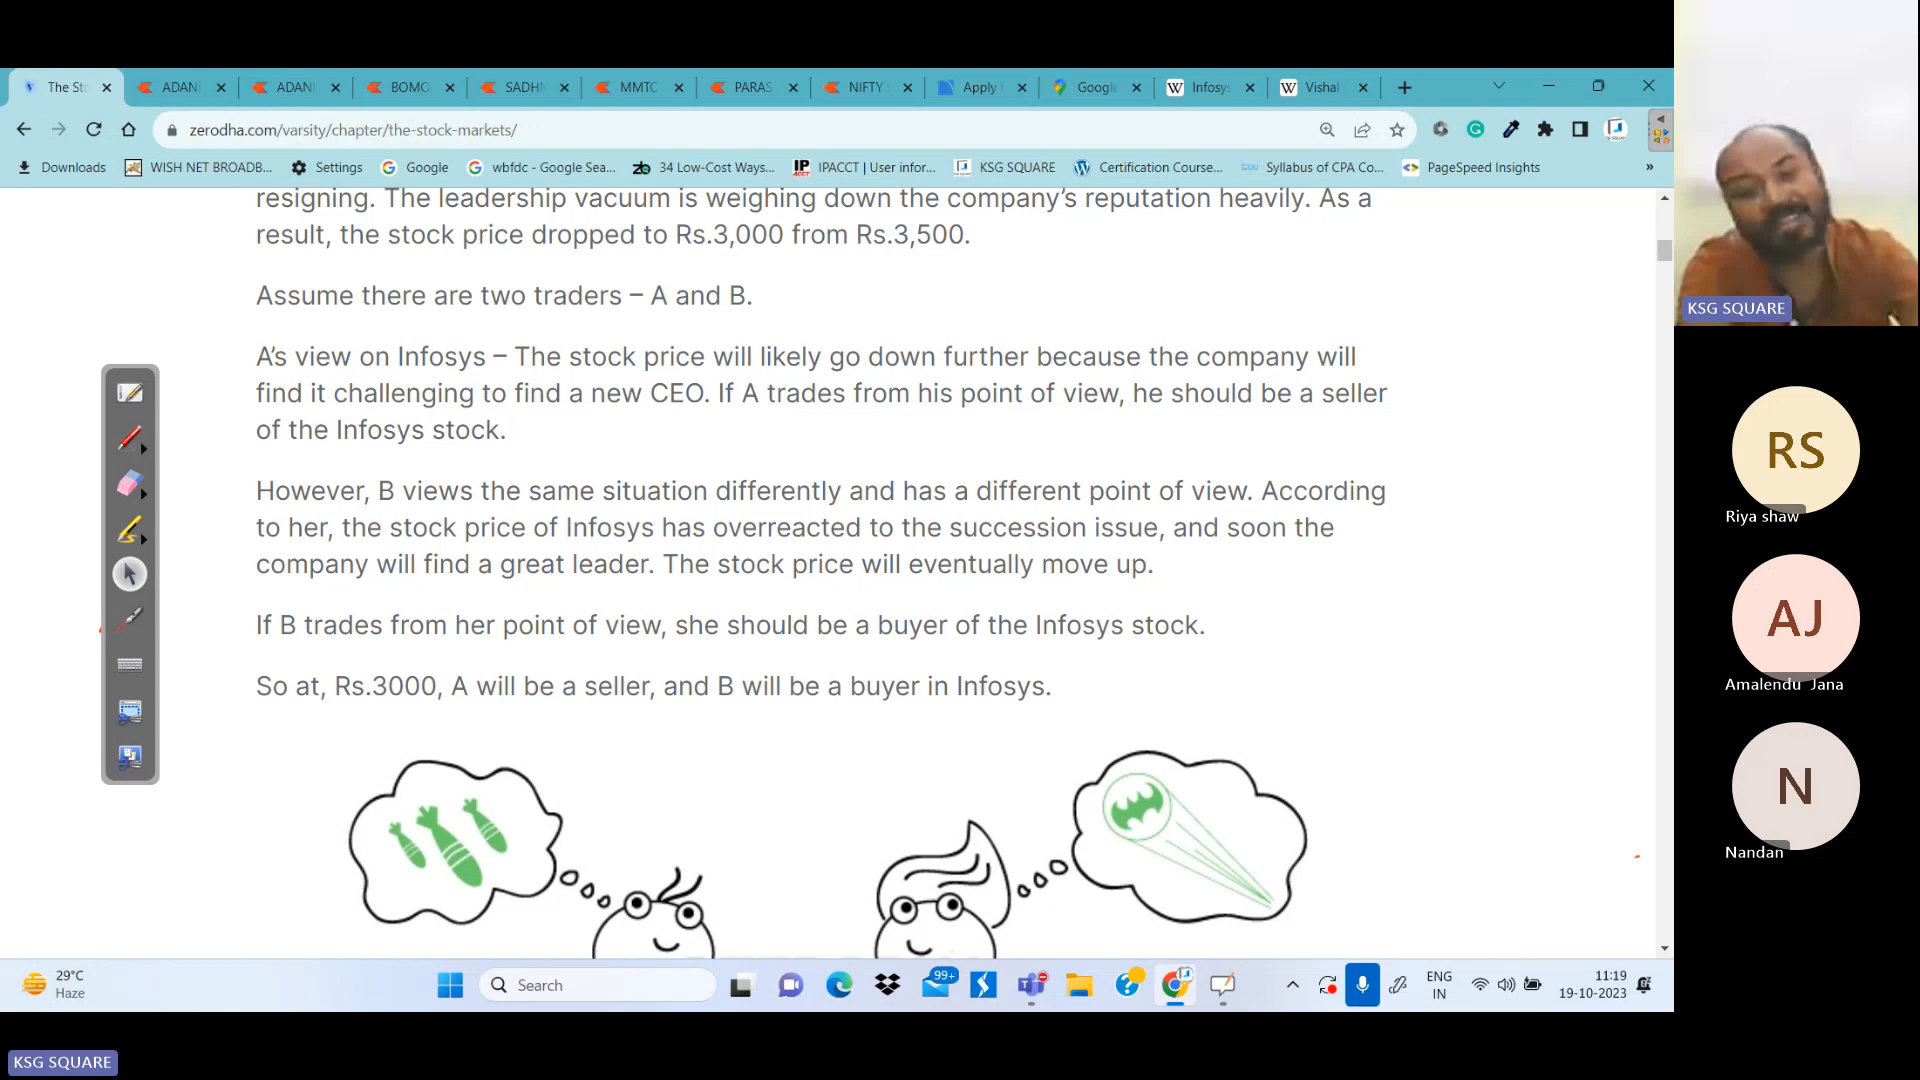 The Sto
ADANI
ADANI
BOMO
SADHN
MMTC
PARAS
NIFTY
Apply
Google
Infosys
Vishal
zerodha.com/varsity/chapter/the-stock-markets/
Downloads
WISH NET BROADB...
Settings
Google
wbfdc - Google Sea...
34 Low-Cost Ways...
IPACCT | User infor...
KSG SQUARE
Certification Course...
Syllabus of CPA Co...
PageSpeed Insights
»
resigning. The leadership vacuum is weighing down the company's reputation heavily. As a
result, the stock price dropped to Rs.3,000 from Rs.3,500.
Assume there are two traders – A and B.
A's view on Infosys – The stock price will likely go down further because the company will
find it challenging to find a new CEO. If A trades from his point of view, he should be a seller
of the Infosys stock.
However, B views the same situation differently and has a different point of view. According
to her, the stock price of Infosys has overreacted to the succession issue, and soon the
company will find a great leader. The stock price will eventually move up.
If B trades from her point of view, she should be a buyer of the Infosys stock.
So at, Rs.3000, A will be a seller, and B will be a buyer in Infosys.
KSG SQUARE
RS
Riya shaw
AJ
Amalendu Jana
N
Nandan
29°C
Haze
Search
99+
ENG
IN
11:19
19-10-2023
KSG SQUARE